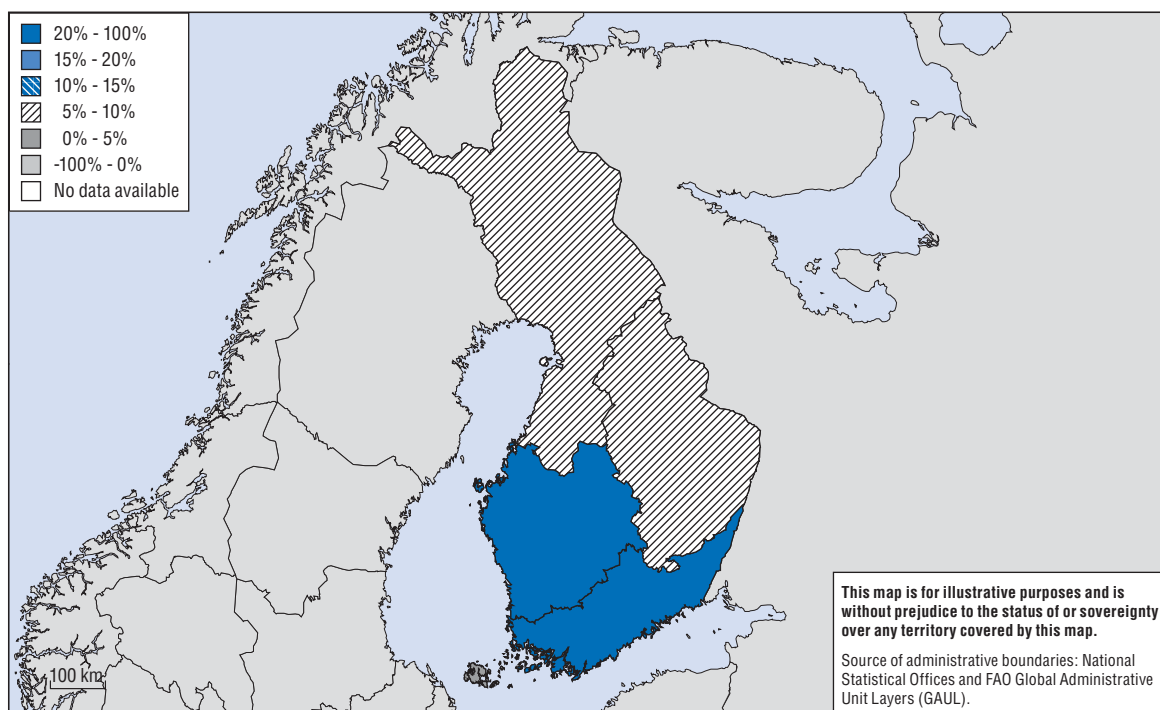 20% - 100%
15% - 20%
10% - 15%
5% - 10%
0% - 5%
-100% - 0%
No data available
100 km
This map is for illustrative purposes and is
without prejudice to the status of or sovereignty
over any territory covered by this map.
Source of administrative boundaries: National
Statistical Offices and FAO Global Administrative
Unit Layers (GAUL).